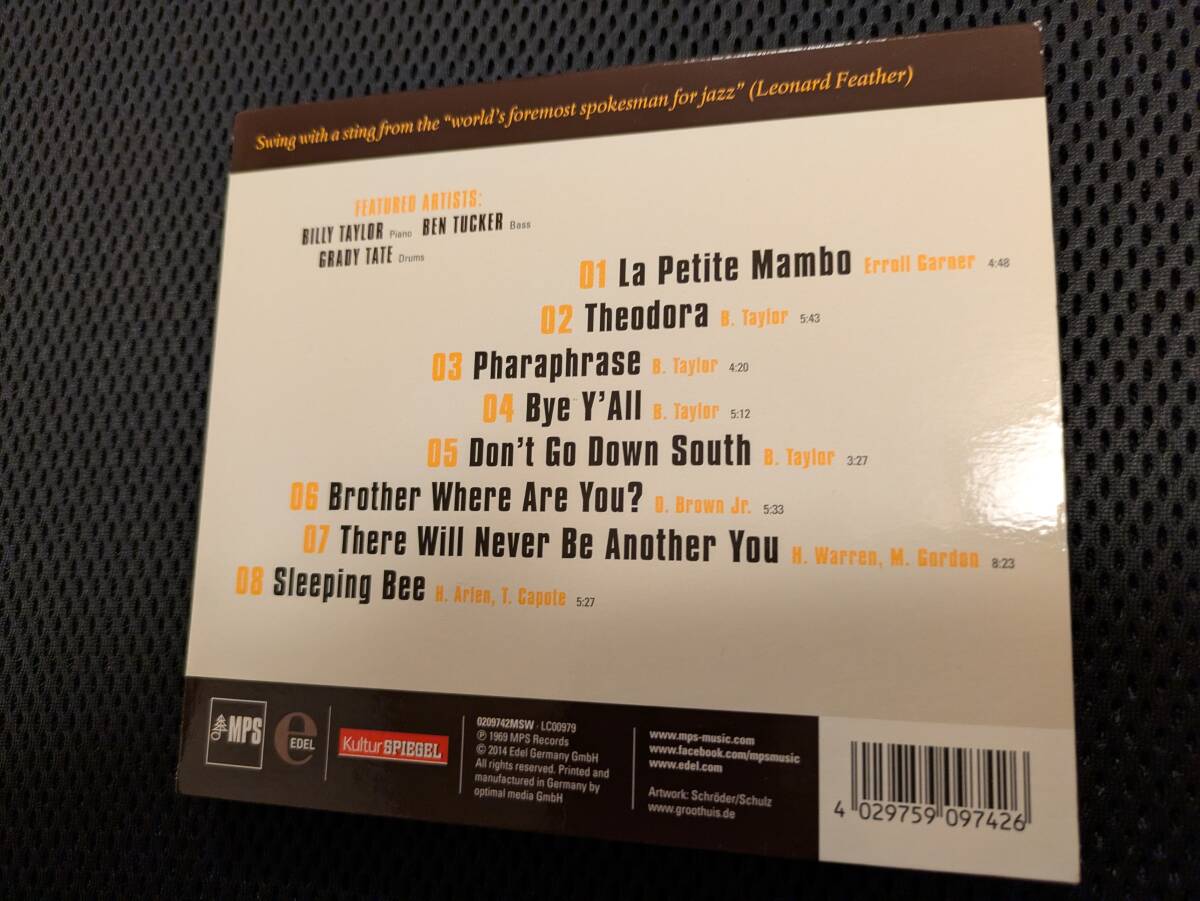 Swing with a sting from the “world’s foremost spokesman for jazz” (Leonard Feather)
FEATURED ARTISTS:
BILLY TAYLOR Piano BEN TUCKER Bass
GRADY TATE Drums
01 La Petite Mambo Erroll Garner 4:48
02 Theodora B. Taylor 5:43
03 Pharaphrase B. Taylor 4:20
04 Bye Y’All B. Taylor 5:12
05 Don’t Go Down South B. Taylor 3:27
06 Brother Where Are You? O. Brown Jr. 5:33
07 There Will Never Be Another You H. Warren, M. Gordon 8:23
08 Sleeping Bee H. Arlen, T. Capote 5:27
MPS
e EDEL
KulturSPIEGEL
0209742MSW · LC00979
℗ 1969 MPS Records
© 2014 Edel Germany GmbH
All rights reserved. Printed and
manufactured in Germany by
optimal media GmbH
www.mps-music.com
www.facebook.com/mpsmusic
www.edel.com
Artwork: Schröder/Schulz
www.groothuis.de
4 029759 097426